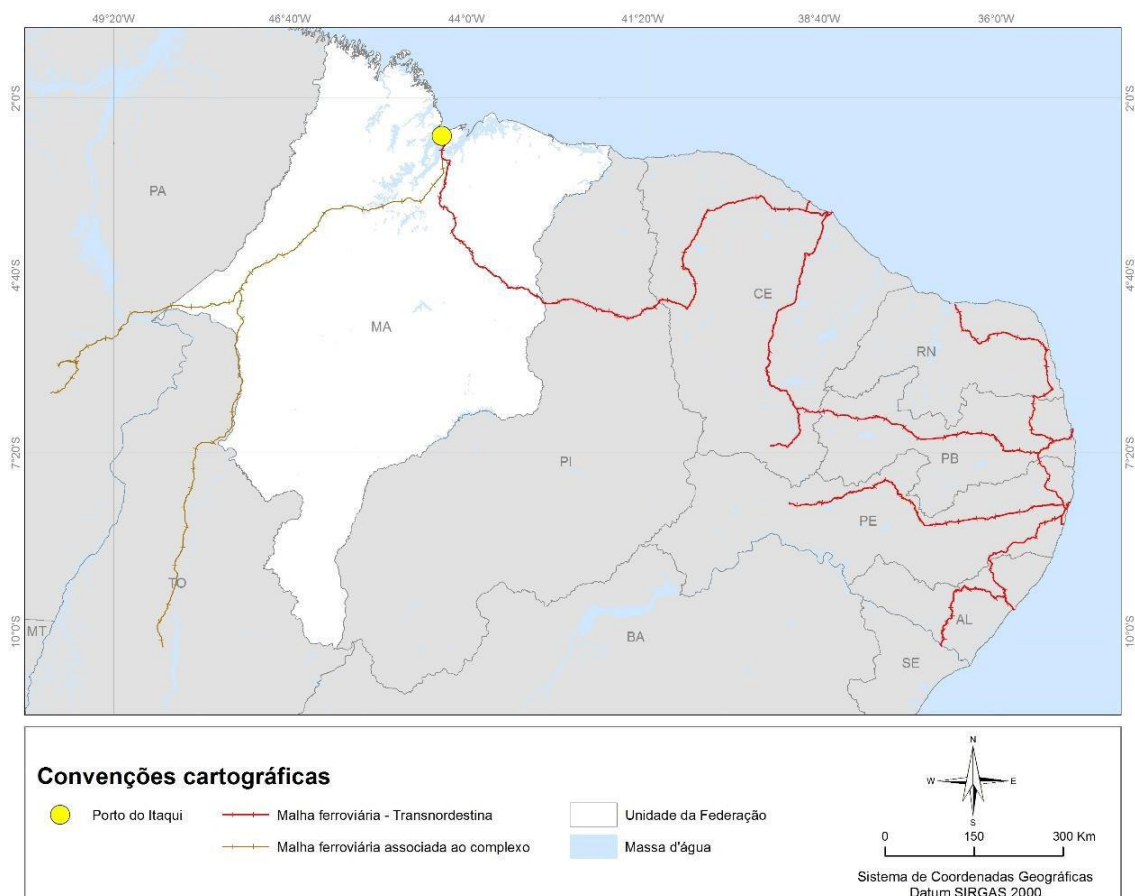 49°20'W 46°40'W 44°0'W 41°20'W 38°40'W 36°0'W
2°0'S 2°0'S
PA
4°40'S 4°40'S
CE
MA
RN
7°20'S 7°20'S
PI
PB
PE
TO
10°0'S 10°0'S
MT
BA
AL
SE
Convenções cartográficas
Porto do Itaqui
Malha ferroviária - Transnordestina
Malha ferroviária associada ao complexo
Unidade da Federação
Massa d'água
N
W E
S
0 150 300 Km
Sistema de Coordenadas Geográficas
Datum SIRGAS 2000